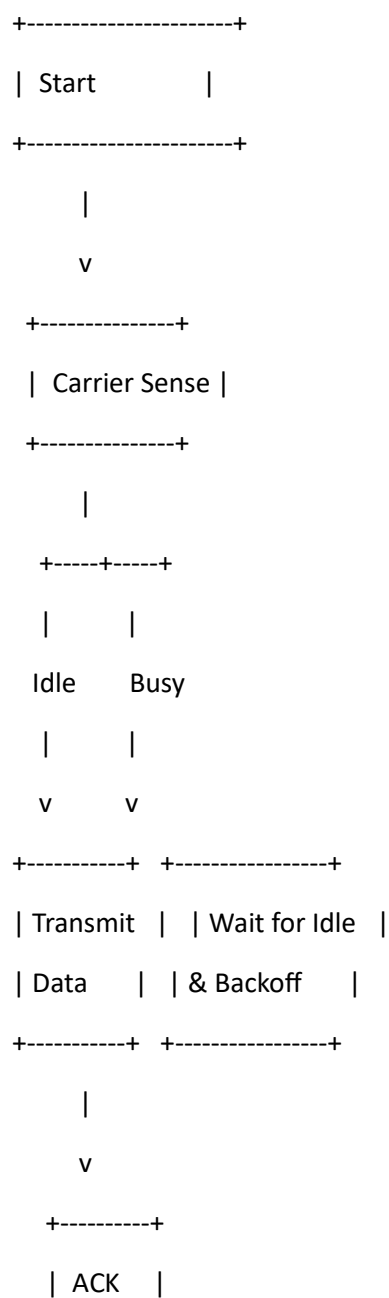 +-----------------------+
| Start |
+-----------------------+
|
v
+---------------+
| Carrier Sense |
+---------------+
|
+-----+-----+
| |
Idle Busy
| |
v v
+-----------+ +-----------------+
| Transmit | | Wait for Idle |
| Data | | & Backoff |
+-----------+ +-----------------+
|
v
+----------+
| ACK |